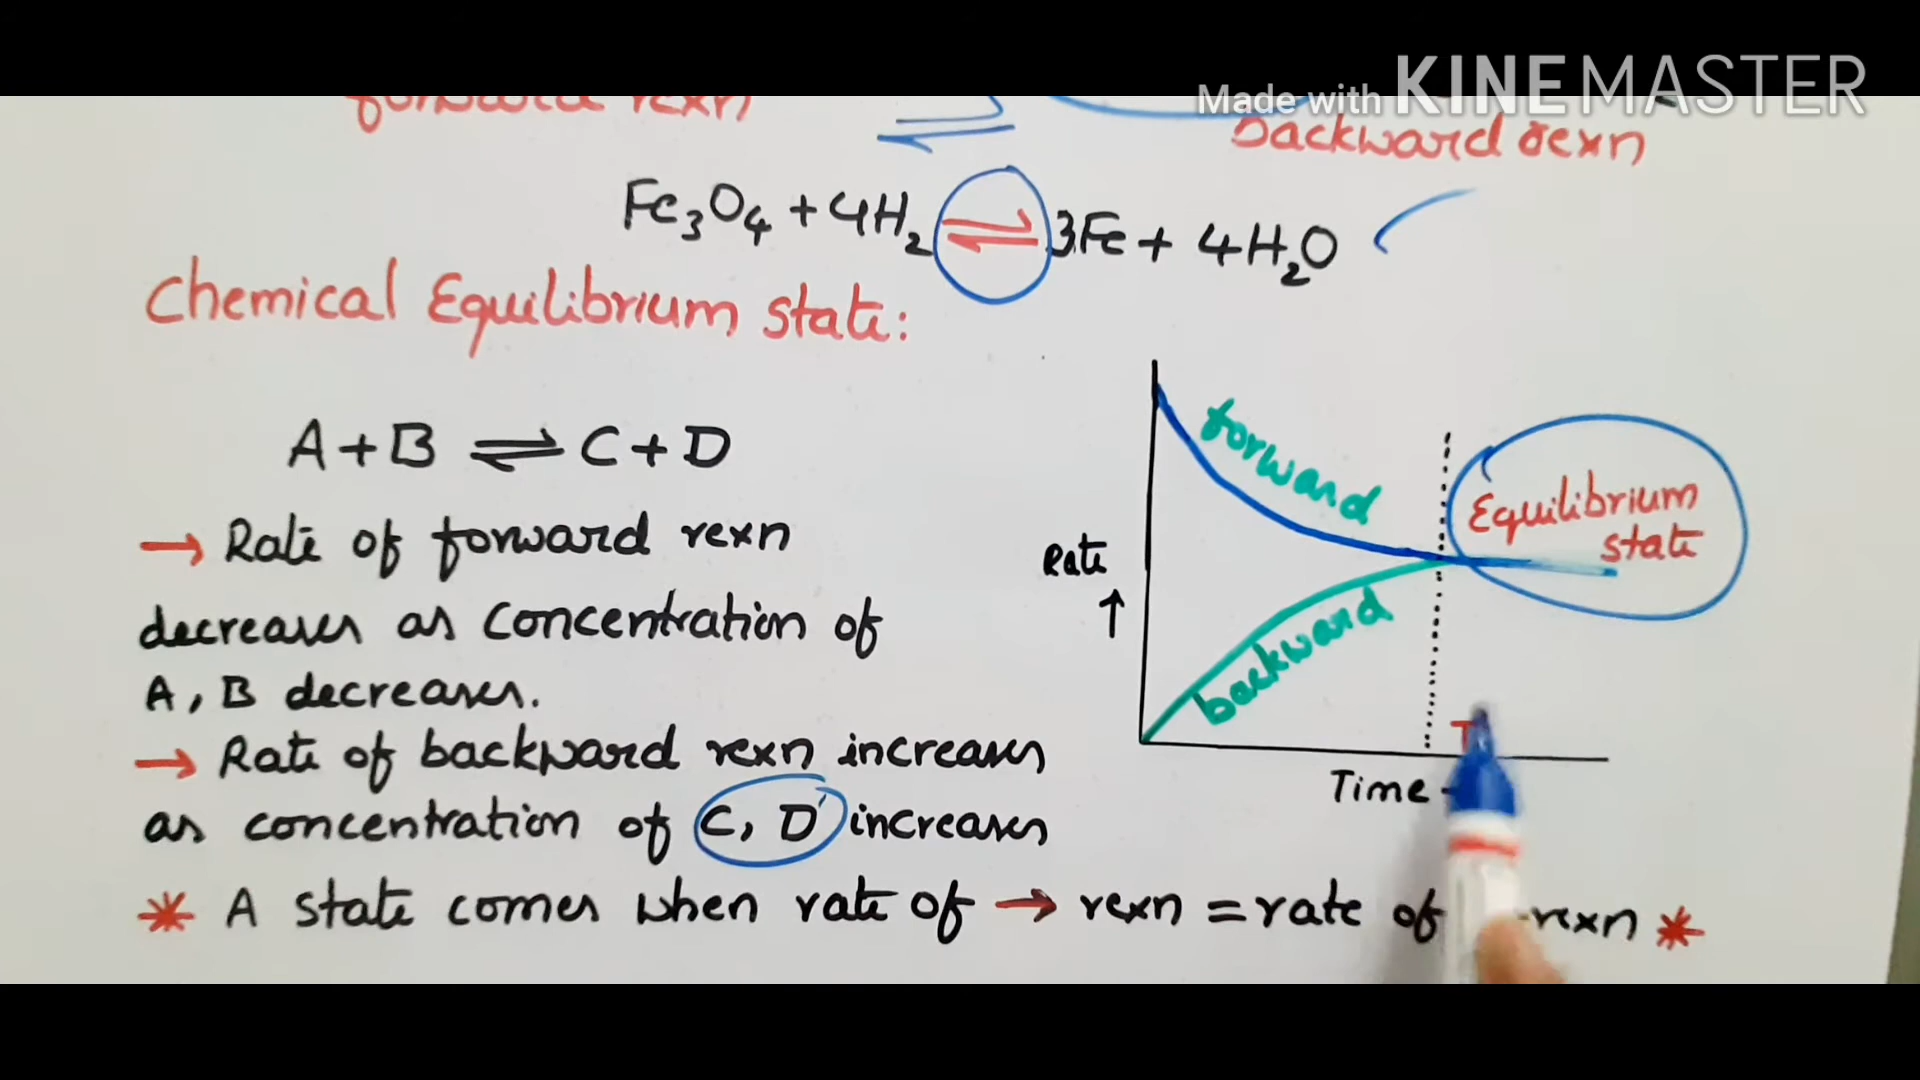 Made with KINEMASTER
forward rexn
backward rexn
Fe₃O₄ + 4H₂ ⇌ 3Fe + 4H₂O
Chemical Equilibrium state:
A + B ⇌ C + D
→ Rate of forward rexn
decreases as concentration of
A, B decreases.
→ Rate of backward rexn increases
as concentration of C, D increases
* A state comes when rate of → rexn = rate of rexn *
forward
Equilibrium
state
Rate
↑
backward
T
Time